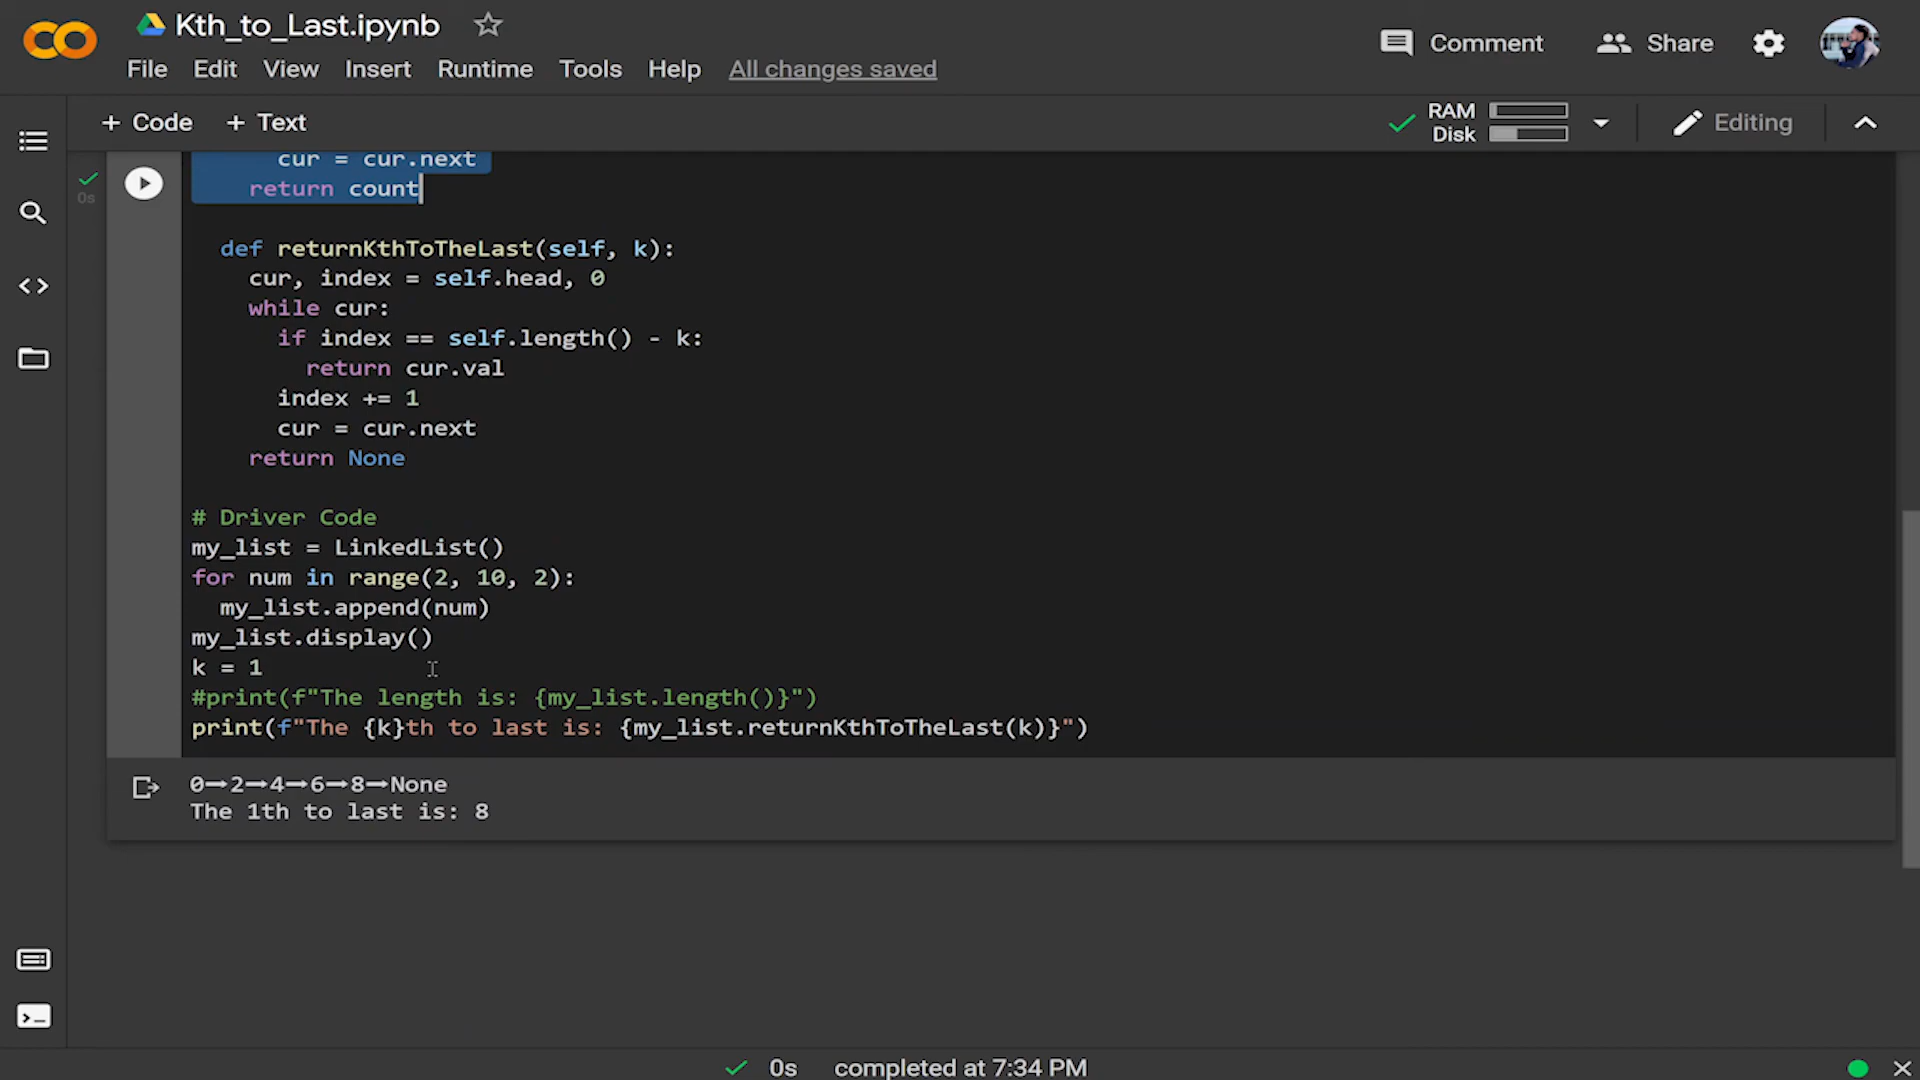 Kth_to_Last.ipynb
Comment
Share
File Edit View Insert Runtime Tools Help All changes saved
+ Code + Text
RAM
Disk
Editing
0s
cur = cur.next
return count
def returnKthToTheLast(self, k):
cur, index = self.head, 0
while cur:
if index == self.length() - k:
return cur.val
index += 1
cur = cur.next
return None
# Driver Code
my_list = LinkedList()
for num in range(2, 10, 2):
my_list.append(num)
my_list.display()
k = 1
#print(f"The length is: {my_list.length()}")
print(f"The {k}th to last is: {my_list.returnKthToTheLast(k)}")
0→2→4→6→8→None
The 1th to last is: 8
0s completed at 7:34 PM